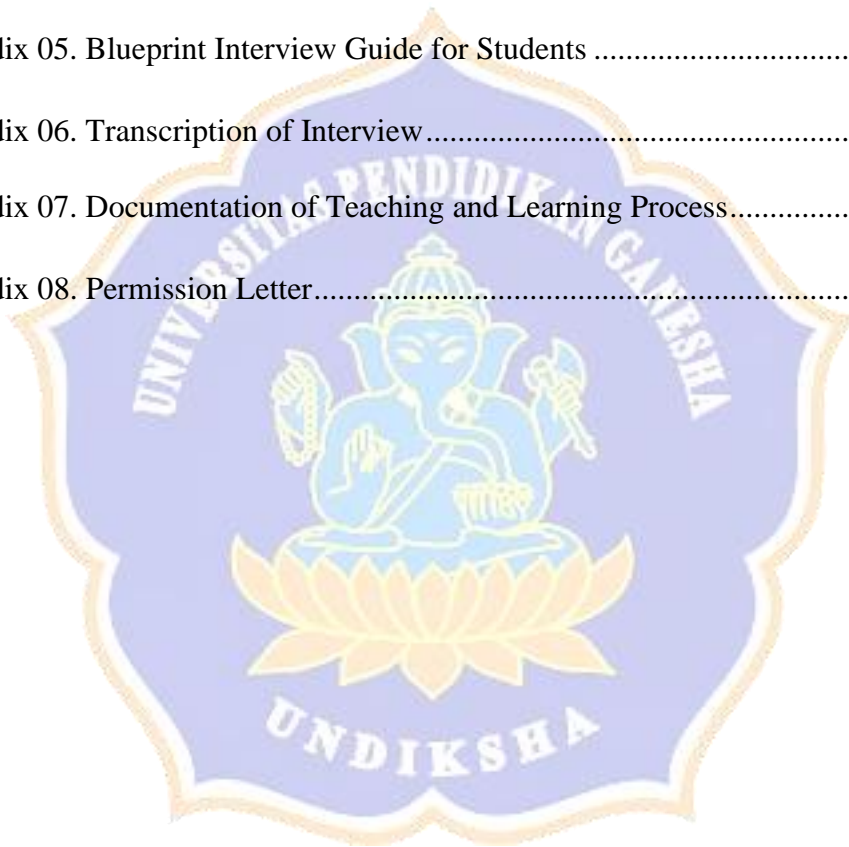 dix 05. Blueprint Interview Guide for Students ................................
dix 06. Transcription of Interview.....................................................
dix 07. Documentation of Teaching and Learning Process...............
dix 08. Permission Letter...................................................................
UNIVERSITAS PENDIDIKAN GANESHA
UNDIKSHA